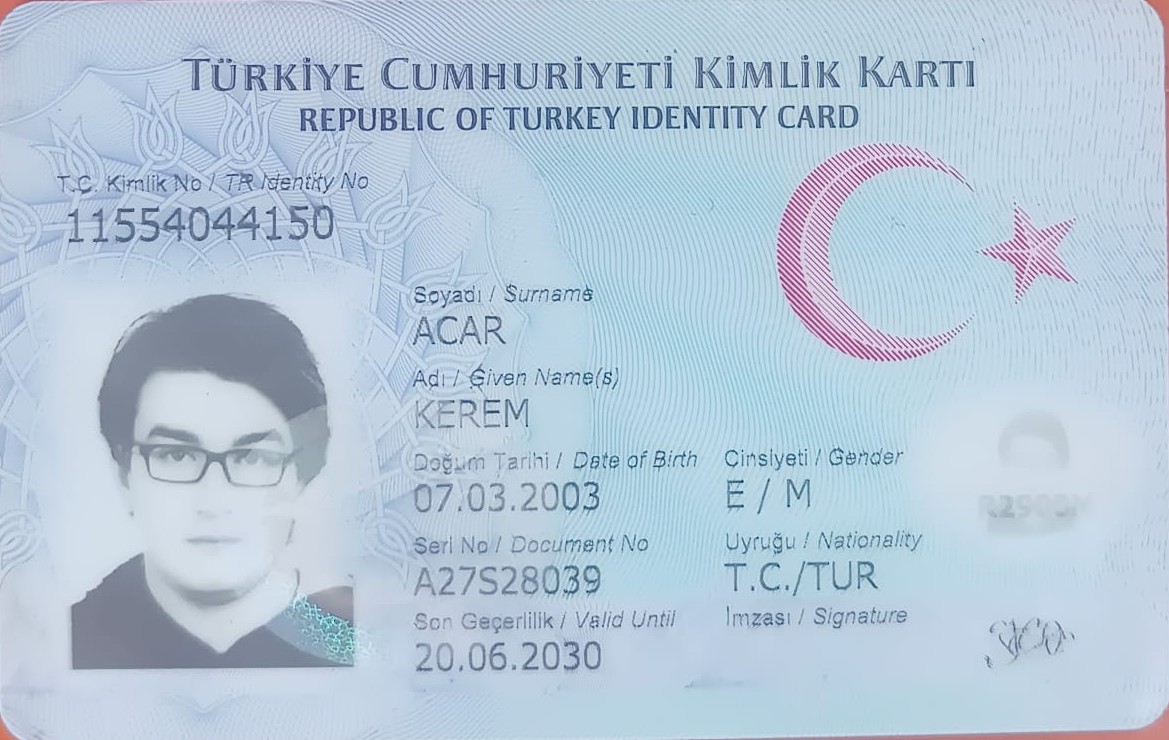 TÜRKİYE CUMHURİYETİ KİMLİK KARTI
REPUBLIC OF TURKEY IDENTITY CARD
T.C. Kimlik No / TR Identity No
11554044150
Soyadı / Surname
ACAR
Adı / Given Name(s)
KEREM
Doğum Tarihi / Date of Birth
07.03.2003
Cinsiyeti / Gender
E / M
Seri No / Document No
A27S28039
Uyruğu / Nationality
T.C./TUR
Son Geçerlilik / Valid Until
20.06.2030
İmzası / Signature